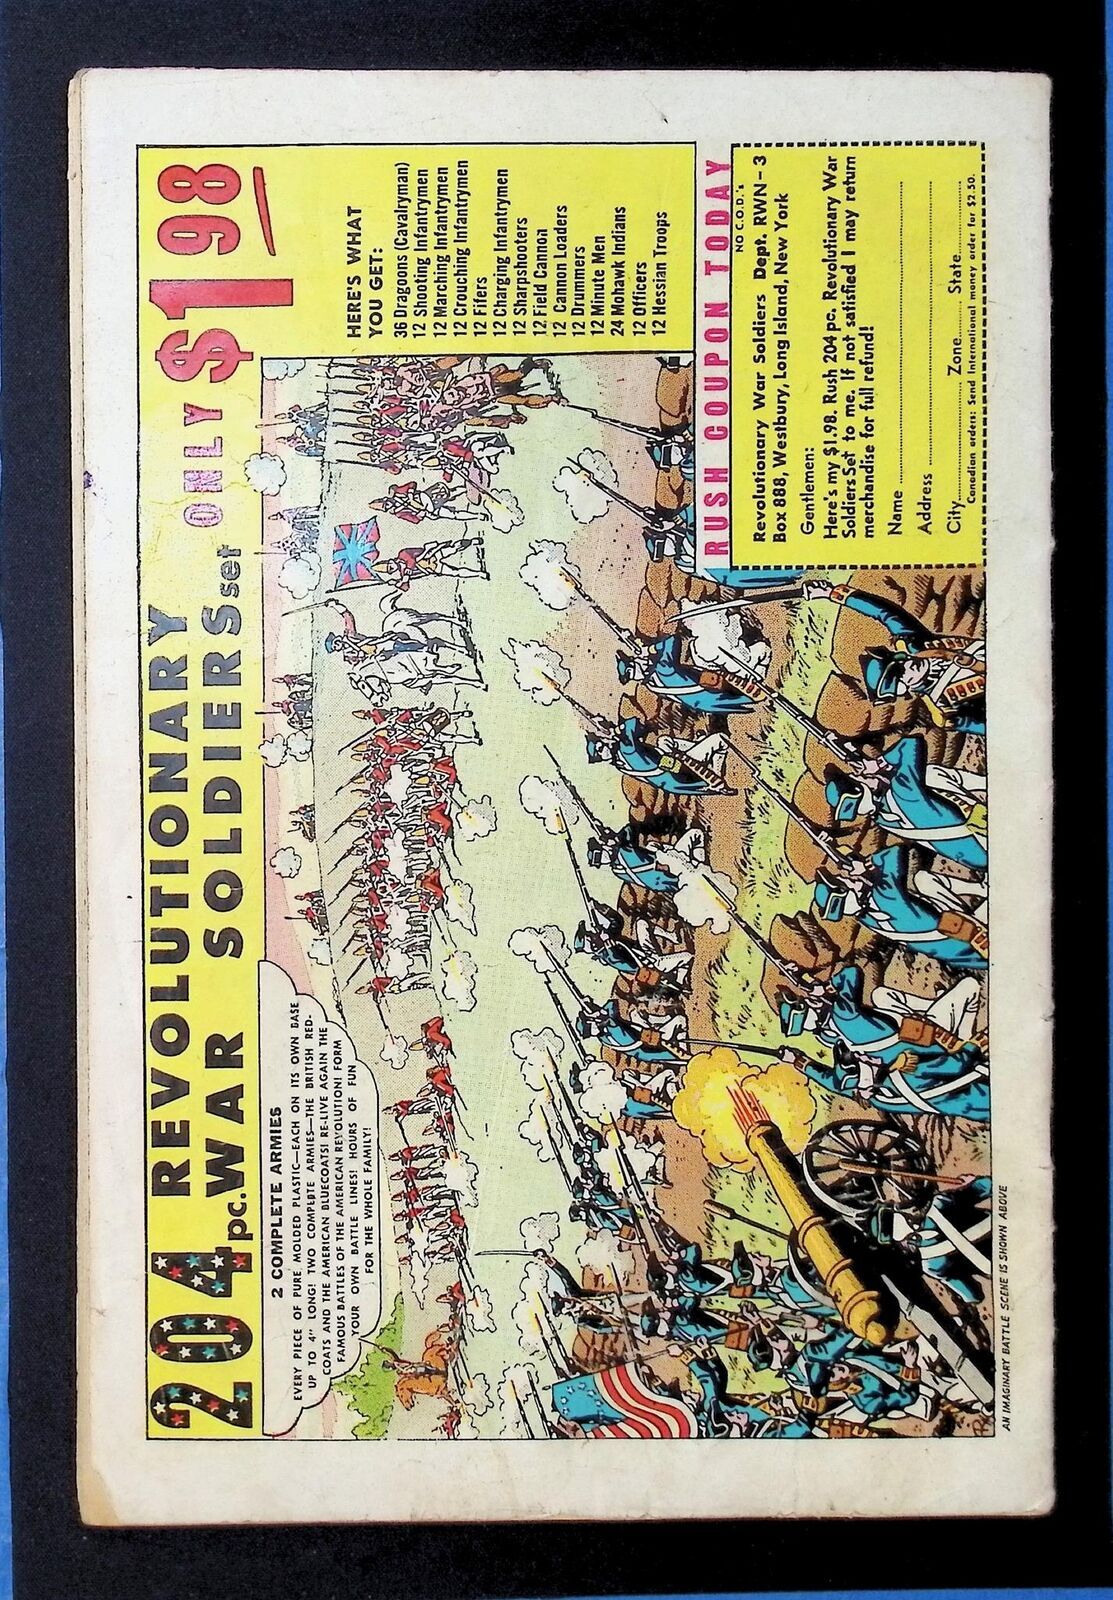 204 pc. REVOLUTIONARY
WAR SOLDIERS set ONLY $1.98
2 COMPLETE ARMIES
EVERY PIECE OF PURE MOLDED PLASTIC—EACH ON ITS OWN BASE
UP TO 4" LONG! TWO COMPLETE ARMIES—THE BRITISH RED-
COATS AND THE AMERICAN BLUECOATS! RE-LIVE AGAIN THE
FAMOUS BATTLES OF THE AMERICAN REVOLUTION! FORM
YOUR OWN BATTLE LINES! HOURS OF FUN
FOR THE WHOLE FAMILY!
HERE'S WHAT
YOU GET:
36 Dragoons (Cavalryman)
12 Shooting Infantrymen
12 Marching Infantrymen
12 Crouching Infantrymen
12 Fifers
12 Charging Infantrymen
12 Sharpshooters
12 Field Cannon
12 Cannon Loaders
12 Drummers
12 Minute Men
24 Mohawk Indians
12 Officers
12 Hessian Troops
RUSH COUPON TODAY
NO C.O.D.'s
Revolutionary War Soldiers Dept. RWN-3
Box 888, Westbury, Long Island, New York
Gentlemen:
Here's my $1.98. Rush 204 pc. Revolutionary War
Soldiers Set to me. If not satisfied I may return
merchandise for full refund!
Name
Address
City Zone State
Canadian orders: Send International money order for $2.50.
AN IMAGINARY BATTLE SCENE IS SHOWN ABOVE